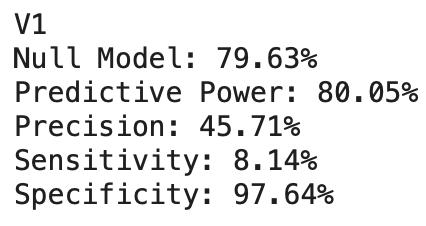 V1
Null Model: 79.63%
Predictive Power: 80.05%
Precision: 45.71%
Sensitivity: 8.14%
Specificity: 97.64%